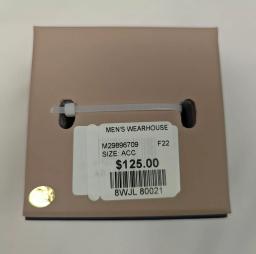 MEN'S WEARHOUSE
M29896709 F22
SIZE: ACC
$125.00
8WJL 80021